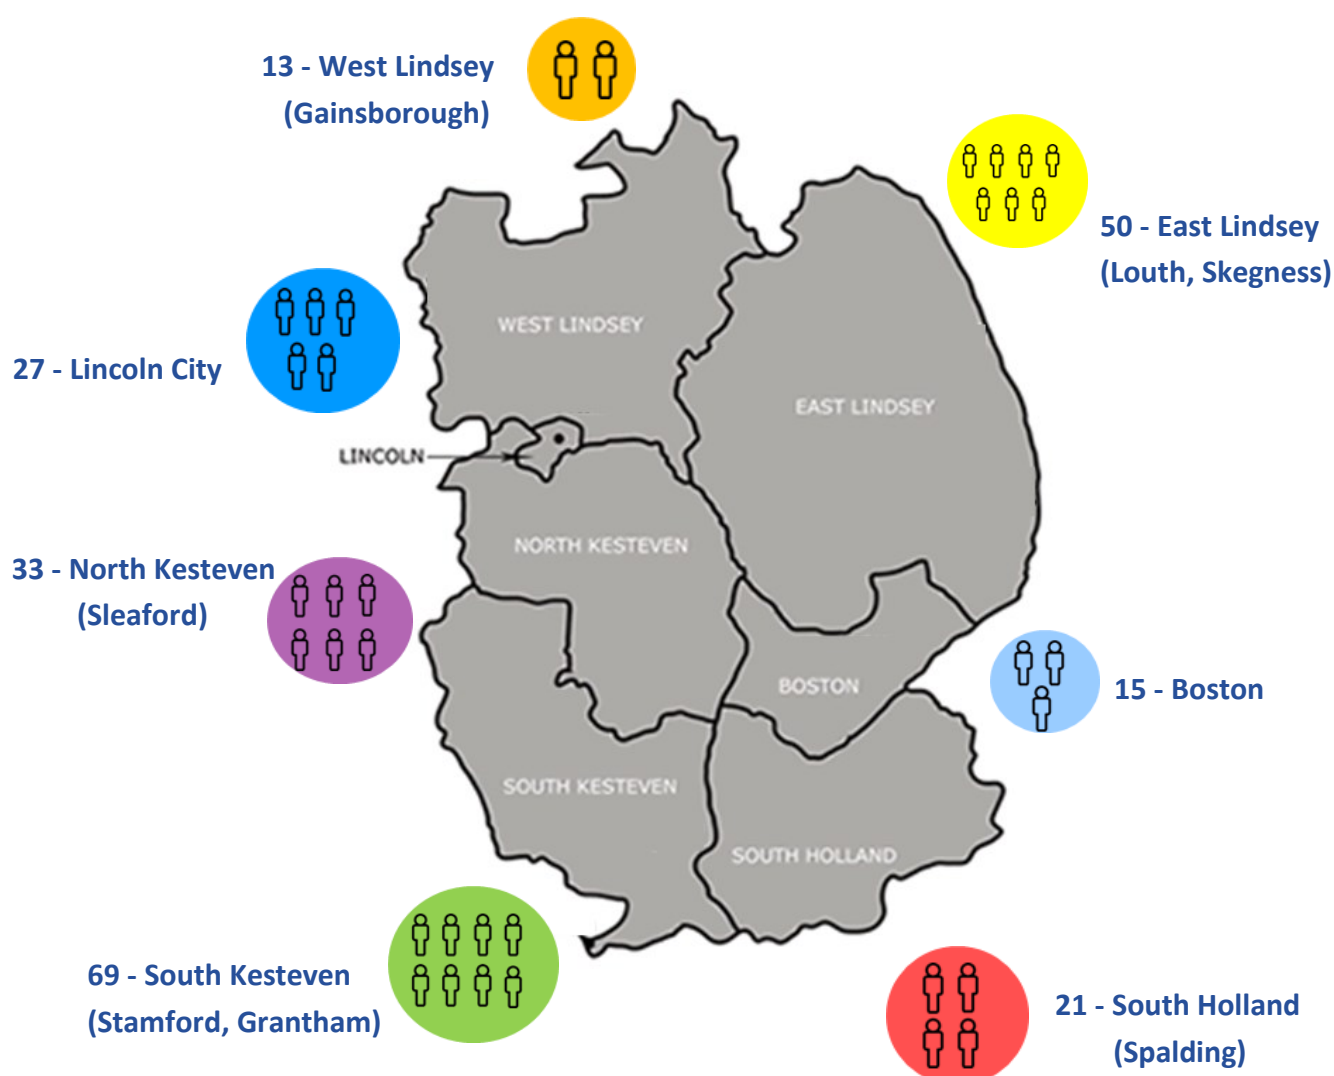 13 - West Lindsey
(Gainsborough)
50 - East Lindsey
(Louth, Skegness)
WEST LINDSEY
27 - Lincoln City
EAST LINDSEY
LINCOLN
NORTH KESTEVEN
33 - North Kesteven
(Sleaford)
BOSTON
15 - Boston
SOUTH KESTEVEN
SOUTH HOLLAND
69 - South Kesteven
(Stamford, Grantham)
21 - South Holland
(Spalding)